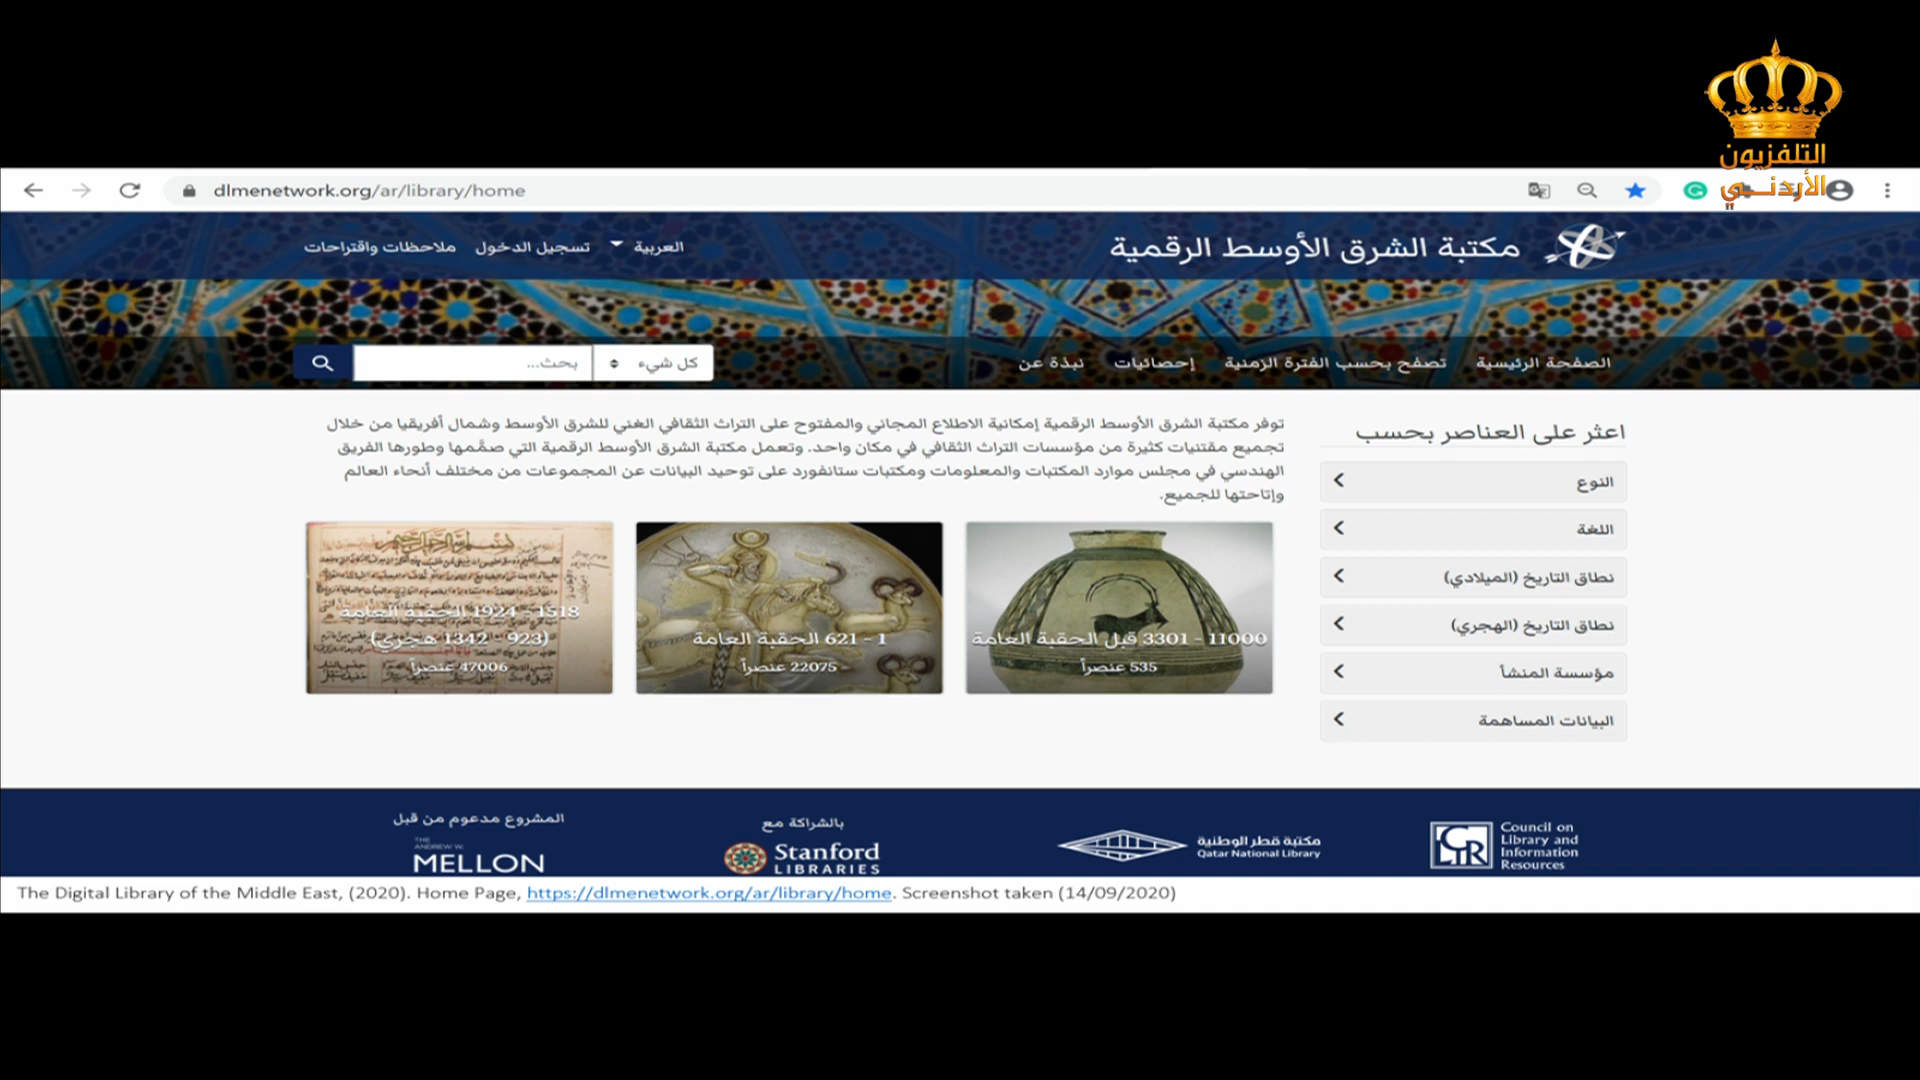 التلفزيون
الأردني
dlmenetwork.org/ar/library/home
مكتبة الشرق الأوسط الرقمية
العربية
تسجيل الدخول
ملاحظات واقتراحات
الصفحة الرئيسية
تصفح بحسب الفترة الزمنية
إحصائيات
نبذة عن
كل شيء
بحث...
اعثر على العناصر بحسب
النوع
اللغة
نطاق التاريخ (الميلادي)
نطاق التاريخ (الهجري)
مؤسسة المنشأ
البيانات المساهمة
توفر مكتبة الشرق الأوسط الرقمية إمكانية الاطلاع المجاني والمفتوح على التراث الثقافي الغني للشرق الأوسط وشمال أفريقيا من خلال
تجميع مقتنيات كثيرة من مؤسسات التراث الثقافي في مكان واحد. وتعمل مكتبة الشرق الأوسط الرقمية التي صمَّمها وطورها الفريق
الهندسي في مجلس موارد المكتبات والمعلومات ومكتبات ستانفورد على توحيد البيانات عن المجموعات من مختلف أنحاء العالم
وإتاحتها للجميع.
11000 - 3301 قبل الحقبة العامة
535 عنصراً
1 - 621 الحقبة العامة
22075 عنصراً
1518 - 1924 الحقبة العامة
(923 - 1342 هجري)
47006 عنصراً
Council on
Library and
Information
Resources
CLIR
مكتبة قطر الوطنية
Qatar National Library
بالشراكة مع
Stanford
LIBRARIES
المشروع مدعوم من قبل
THE
ANDREW W.
MELLON
The Digital Library of the Middle East, (2020). Home Page, https://dlmenetwork.org/ar/library/home. Screenshot taken (14/09/2020)